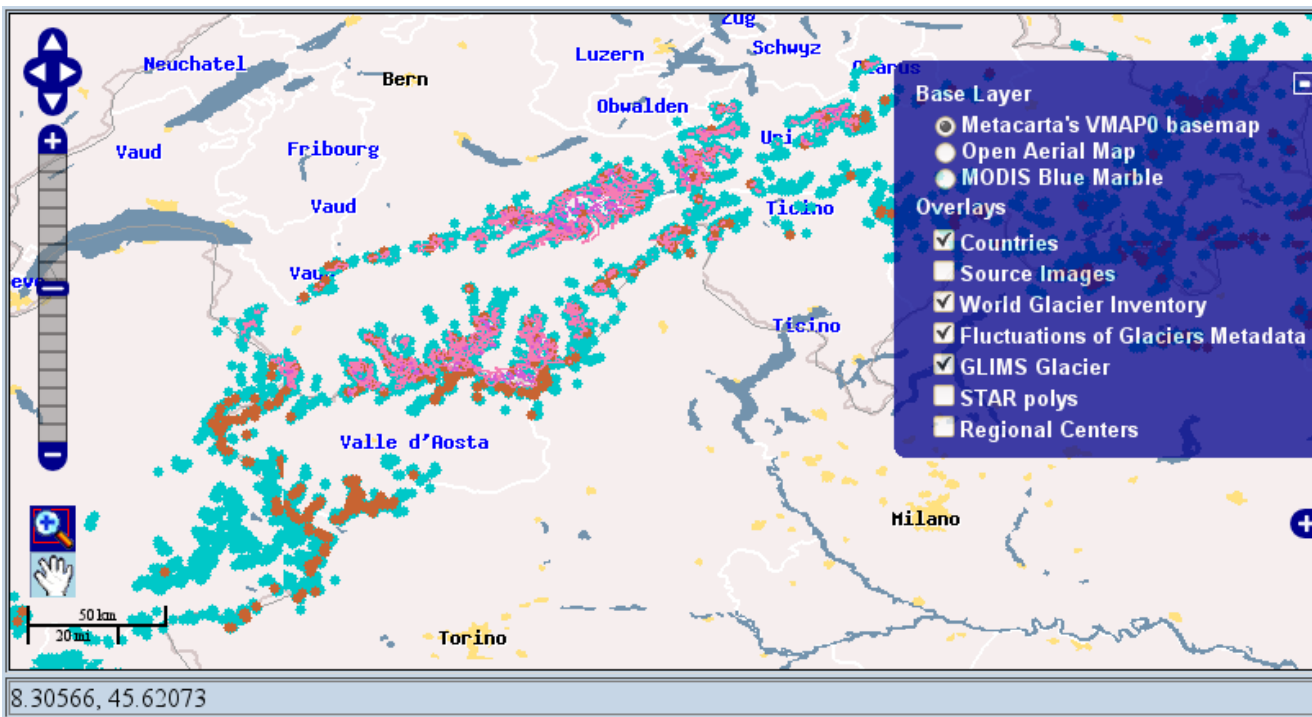 Zug
Neuchatel
Luzern
Schwyz
Bern
Glarus
Obwalden
Uri
Vaud
Fribourg
Vaud
Ticino
Vaud
Ticino
Valle d'Aosta
Milano
Torino
50 km
20 mi
Base Layer
Metacarta's VMAP0 basemap
Open Aerial Map
MODIS Blue Marble
Overlays
Countries
Source Images
World Glacier Inventory
Fluctuations of Glaciers Metadata
GLIMS Glacier
STAR polys
Regional Centers
8.30566, 45.62073